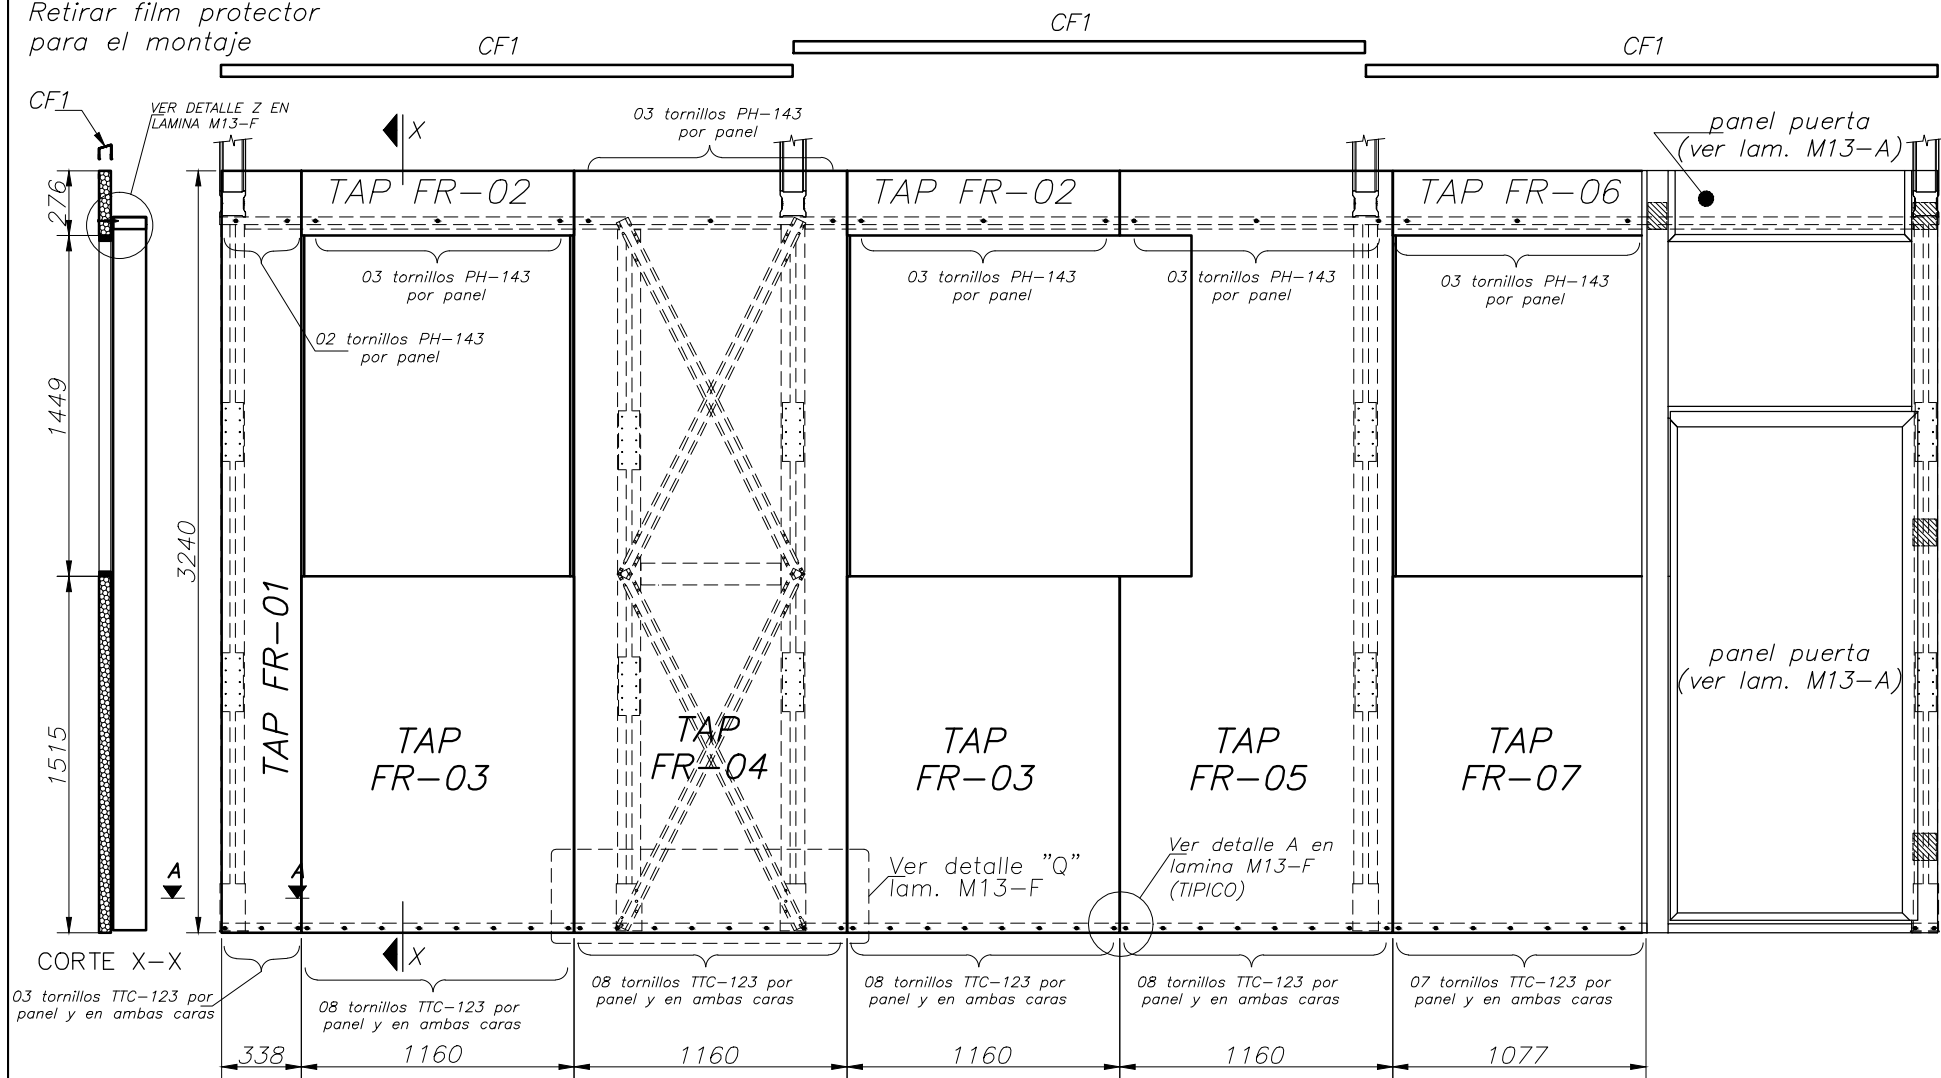 Retirar film protector
para el montaje
CF1
CF1
CF1
CF1
VER DETALLE Z EN
LAMINA M13-F
X
03 tornillos PH-143
por panel
panel puerta
(ver lam. M13-A)
276
TAP FR-02
TAP FR-02
TAP FR-06
03 tornillos PH-143
por panel
03 tornillos PH-143
por panel
03 tornillos PH-143
por panel
03 tornillos PH-143
por panel
02 tornillos PH-143
por panel
1449
3240
1515
TAP FR-01
TAP
FR-03
TAP
FR-04
TAP
FR-03
TAP
FR-05
TAP
FR-07
panel puerta
(ver lam. M13-A)
A
A
Ver detalle "Q"
lam. M13-F
Ver detalle A en
lamina M13-F
(TIPICO)
X
CORTE X-X
03 tornillos TTC-123 por
panel y en ambas caras
08 tornillos TTC-123 por
panel y en ambas caras
08 tornillos TTC-123 por
panel y en ambas caras
08 tornillos TTC-123 por
panel y en ambas caras
08 tornillos TTC-123 por
panel y en ambas caras
07 tornillos TTC-123 por
panel y en ambas caras
338
1160
1160
1160
1160
1077